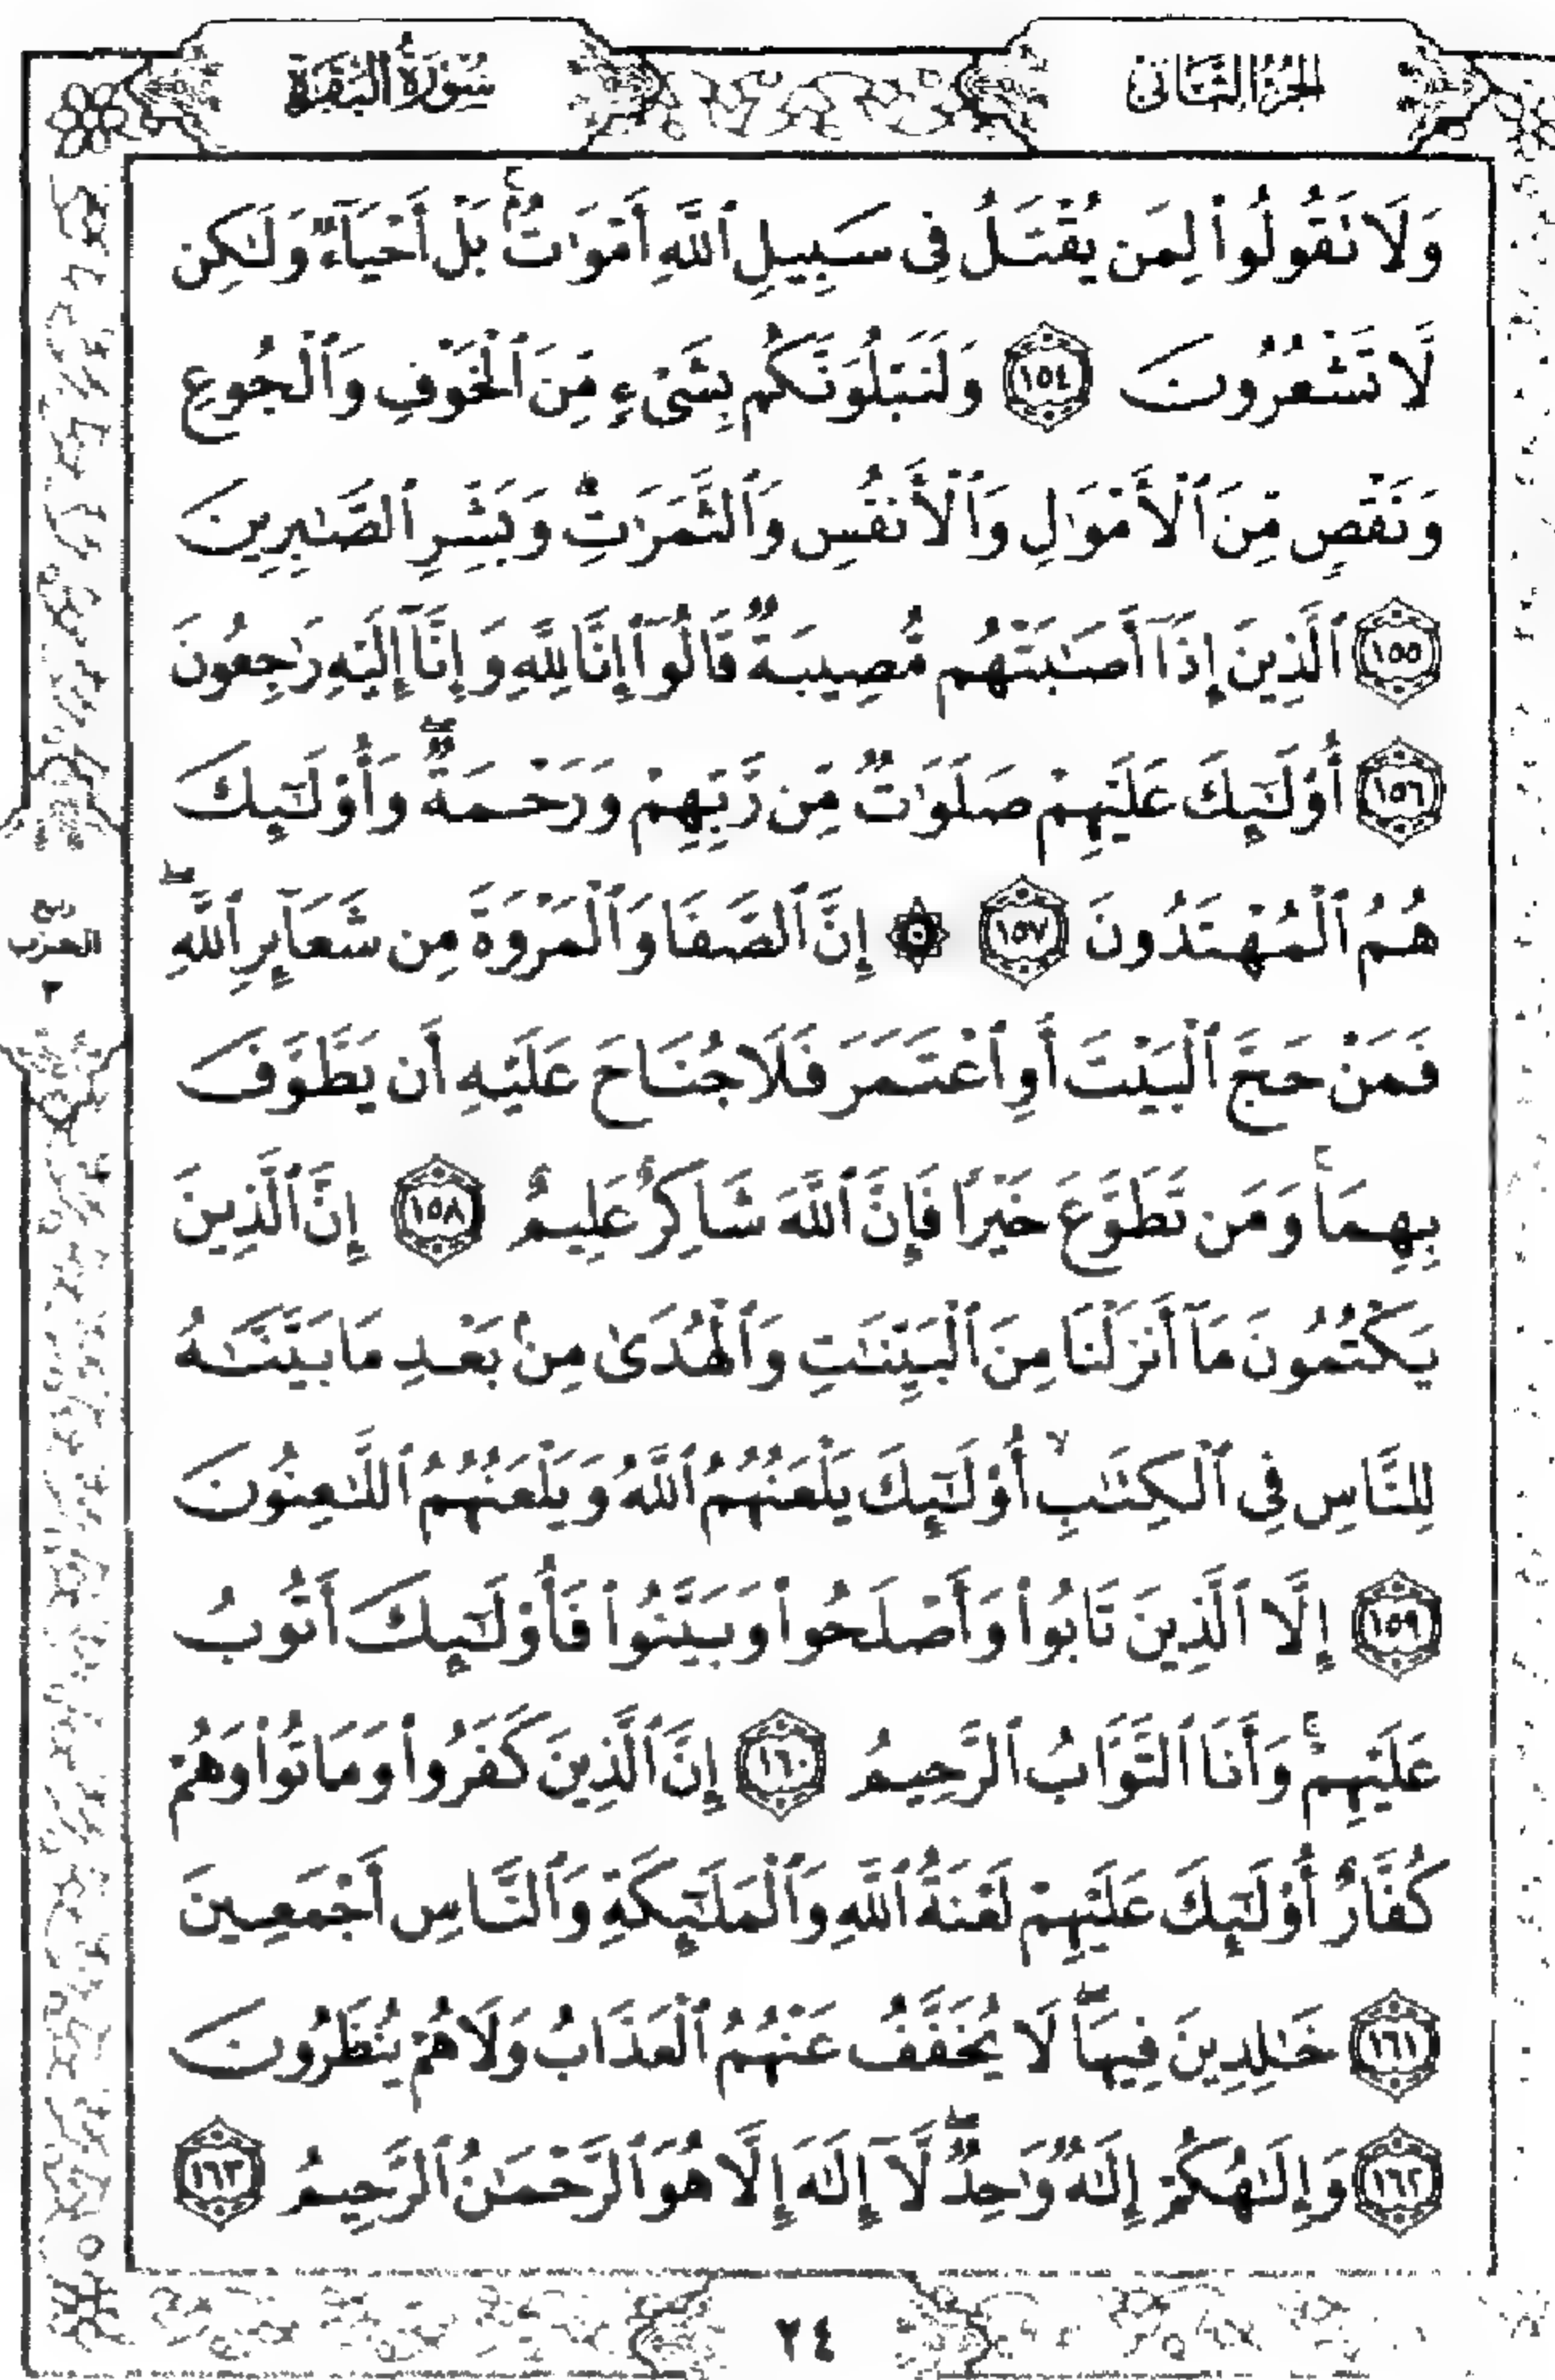 الجزء الثاني
سورة البقرة
وَلَا تَقُولُوا۟ لِمَن يُقْتَلُ فِى سَبِيلِ ٱللَّهِ أَمْوَٰتٌۢ ۚ بَلْ أَحْيَآءٌ وَلَـٰكِن
لَّا تَشْعُرُونَ ١٥٤ وَلَنَبْلُوَنَّكُم بِشَىْءٍ مِّنَ ٱلْخَوْفِ وَٱلْجُوعِ
وَنَقْصٍ مِّنَ ٱلْأَمْوَٰلِ وَٱلْأَنفُسِ وَٱلثَّمَرَٰتِ ۗ وَبَشِّرِ ٱلصَّـٰبِرِينَ
١٥٥ ٱلَّذِينَ إِذَآ أَصَـٰبَتْهُم مُّصِيبَةٌ قَالُوٓا۟ إِنَّا لِلَّهِ وَإِنَّآ إِلَيْهِ رَٰجِعُونَ
١٥٦ أُو۟لَـٰٓئِكَ عَلَيْهِمْ صَلَوَٰتٌ مِّن رَّبِّهِمْ وَرَحْمَةٌ ۖ وَأُو۟لَـٰٓئِكَ
هُمُ ٱلْمُهْتَدُونَ ١٥٧ ۞ إِنَّ ٱلصَّفَا وَٱلْمَرْوَةَ مِن شَعَآئِرِ ٱللَّهِ ۖ
فَمَنْ حَجَّ ٱلْبَيْتَ أَوِ ٱعْتَمَرَ فَلَا جُنَاحَ عَلَيْهِ أَن يَطَّوَّفَ
بِهِمَا ۚ وَمَن تَطَوَّعَ خَيْرًا فَإِنَّ ٱللَّهَ شَاكِرٌ عَلِيمٌ ١٥٨ إِنَّ ٱلَّذِينَ
يَكْتُمُونَ مَآ أَنزَلْنَا مِنَ ٱلْبَيِّنَـٰتِ وَٱلْهُدَىٰ مِنۢ بَعْدِ مَا بَيَّنَّـٰهُ
لِلنَّاسِ فِى ٱلْكِتَـٰبِ ۙ أُو۟لَـٰٓئِكَ يَلْعَنُهُمُ ٱللَّهُ وَيَلْعَنُهُمُ ٱللَّـٰعِنُونَ
١٥٩ إِلَّا ٱلَّذِينَ تَابُوا۟ وَأَصْلَحُوا۟ وَبَيَّنُوا۟ فَأُو۟لَـٰٓئِكَ أَتُوبُ
عَلَيْهِمْ ۚ وَأَنَا ٱلتَّوَّابُ ٱلرَّحِيمُ ١٦٠ إِنَّ ٱلَّذِينَ كَفَرُوا۟ وَمَاتُوا۟ وَهُمْ
كُفَّارٌ أُو۟لَـٰٓئِكَ عَلَيْهِمْ لَعْنَةُ ٱللَّهِ وَٱلْمَلَـٰٓئِكَةِ وَٱلنَّاسِ أَجْمَعِينَ
١٦١ خَـٰلِدِينَ فِيهَا ۖ لَا يُخَفَّفُ عَنْهُمُ ٱلْعَذَابُ وَلَا هُمْ يُنظَرُونَ
١٦٢ وَإِلَـٰهُكُمْ إِلَـٰهٌ وَٰحِدٌ ۖ لَّآ إِلَـٰهَ إِلَّا هُوَ ٱلرَّحْمَـٰنُ ٱلرَّحِيمُ ١٦٣
ربع
الحزب
٣
٢٤